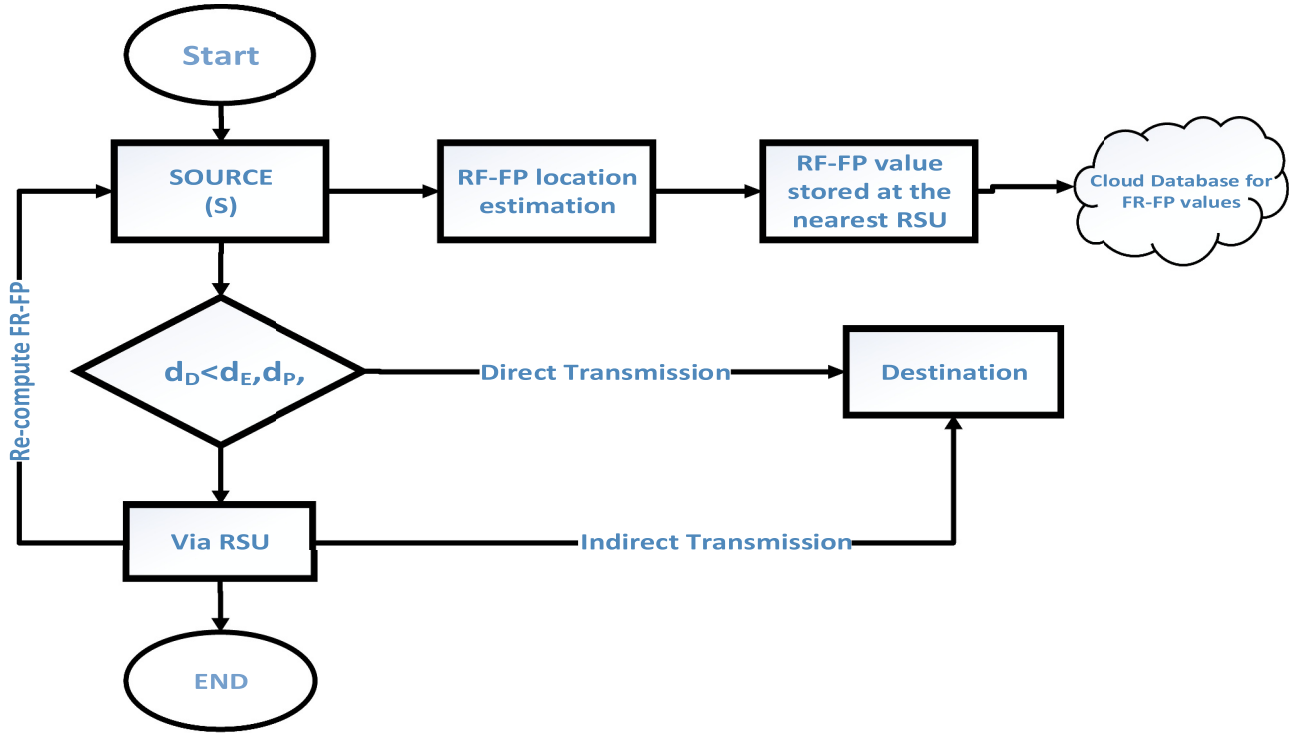 Start
SOURCE
(S)
RF-FP location
estimation
RF-FP value
stored at the
nearest RSU
Cloud Database for
FR-FP values
Re-compute FR-FP
dD<dE,dP,
Direct Transmission
Destination
Via RSU
Indirect Transmission
END